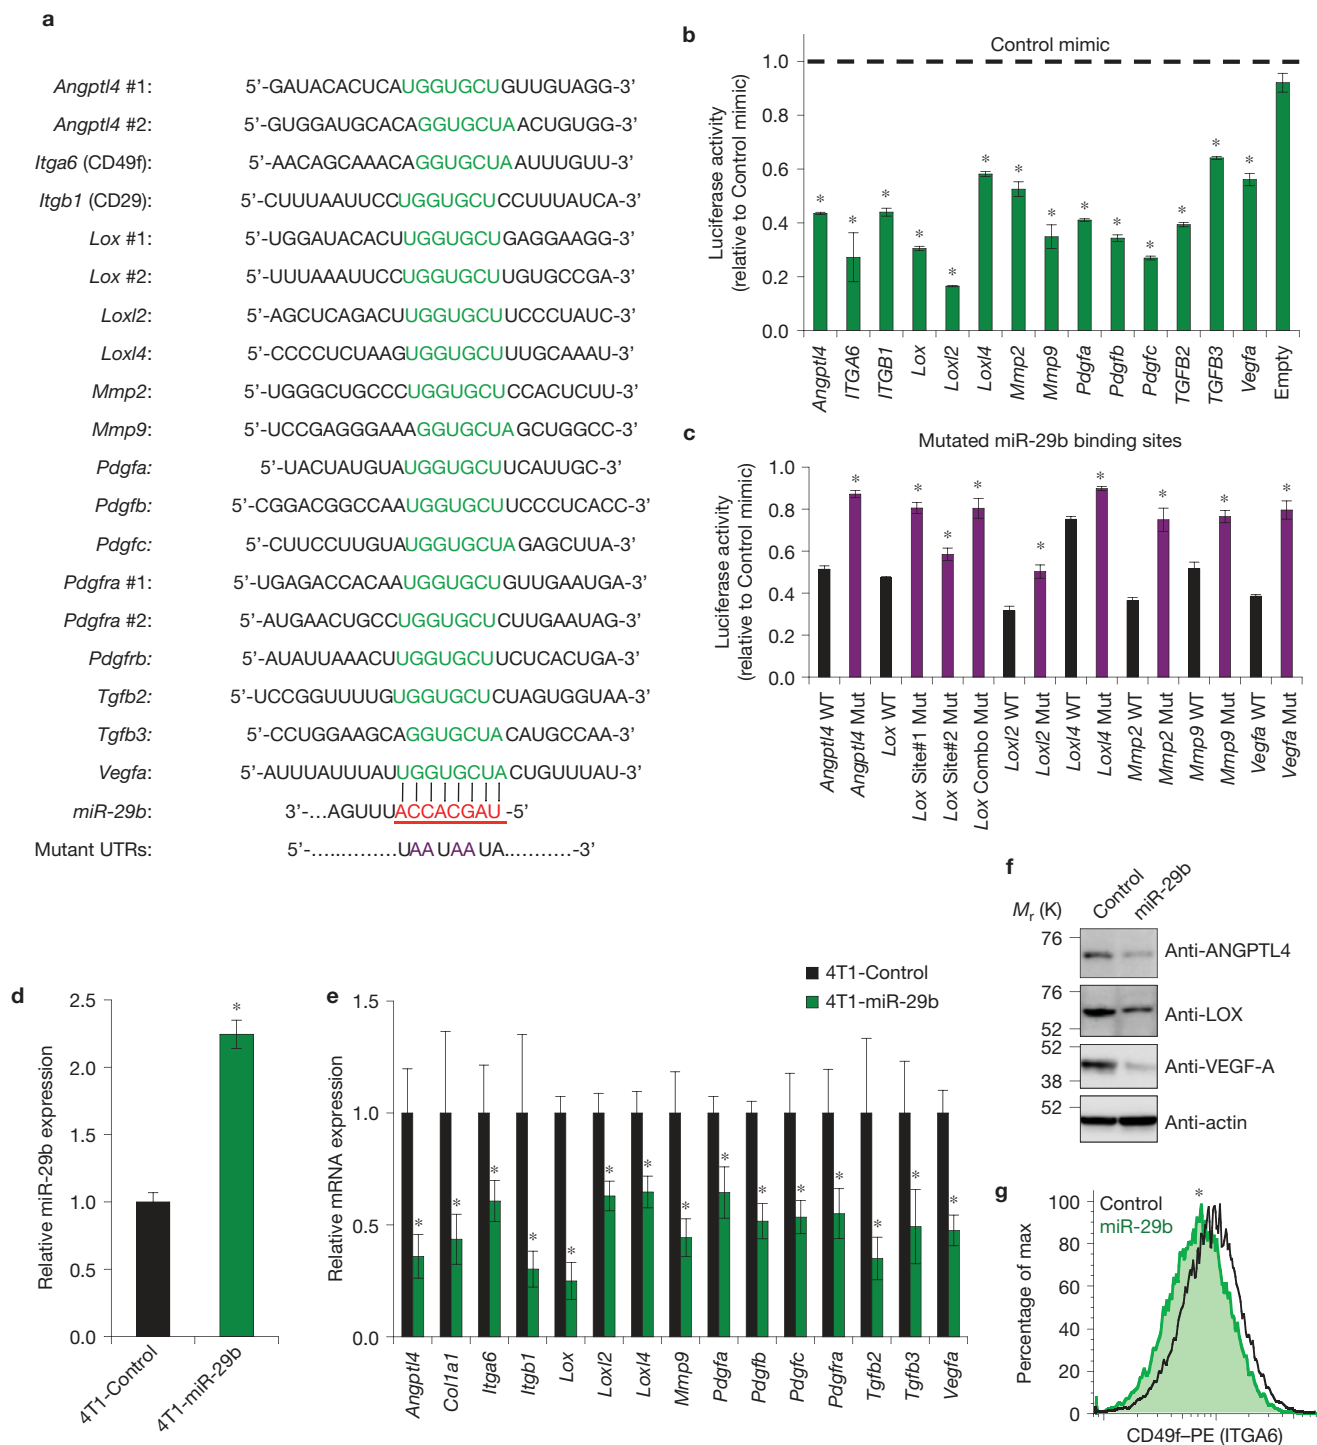 a
Angptl4 #1: 5’-GAUACACUCAUGGUGCUGUUGUAGG-3’
Angptl4 #2: 5’-GUGGAUGCACAGGUGCUAACUGUGG-3’
Itga6 (CD49f): 5’-AACAGCAAACAGGUGCUAAUUUGUU-3’
Itgb1 (CD29): 5’-CUUUAAUUCCUGGUGCUCCUUUAUCA-3’
Lox #1: 5’-UGGAUACACUUGGUGCUGAGGAAGG-3’
Lox #2: 5’-UUUAAAUUCCUGGUGCUUGUGCCGA-3’
Loxl2: 5’-AGCUCAGACUUGGUGCUUCCCUAUC-3’
Loxl4: 5’-CCCCUCUAAGUGGUGCUUUGCAAAU-3’
Mmp2: 5’-UGGGCUGCCCUGGUGCUCCACUCUU-3’
Mmp9: 5’-UCCGAGGGAAAGGUGCUAGCUGGCC-3’
Pdgfa: 5’-UACUAUGUAUGGUGCUUCAUUGC-3’
Pdgfb: 5’-CGGACGGCCAAUGGUGCUUUCCCUCACC-3’
Pdgfc: 5’-CUUCCUUGUAUGGUGCUAGAGCUUA-3’
Pdgfra #1: 5’-UGAGACCACAAUGGUGCUGUUGAAUGA-3’
Pdgfra #2: 5’-AUGAACUGCCUGGUGCUCUUGAAUAG-3’
Pdgfrb: 5’-AUAUUAAACUUGGUGCUUCUCACUGA-3’
Tgfb2: 5’-UCCGGUUUUGUGGUGCUCUAGUGGUAA-3’
Tgfb3: 5’-CCUGGAAGCAGGUGCUACAUGCCAA-3’
Vegfa: 5’-AUUUAUUUAUUGGUGCUACUGUUUAU-3’
miR-29b: 3’-...AGUUUACCACGAU-5’
Mutant UTRs: 5’-...............UAAUAAUA..........-3’
b
Control mimic
Luciferase activity
(relative to Control mimic)
1.0
0.8
0.6
0.4
0.2
0.0
* * * * * * * * * * * * * *
Angptl4 ITGA6 ITGB1 Lox Loxl2 Loxl4 Mmp2 Mmp9 Pdgfa Pdgfb Pdgfc TGFB2 TGFB3 Vegfa Empty
c
Mutated miR-29b binding sites
Luciferase activity
(relative to Control mimic)
1.0
0.8
0.6
0.4
0.2
0.0
* * * * * * * * *
Angptl4 WT Angptl4 Mut Lox WT Lox Site#1 Mut Lox Site#2 Mut Lox Combo Mut Loxl2 WT Loxl2 Mut Loxl4 WT Loxl4 Mut Mmp2 WT Mmp2 Mut Mmp9 WT Mmp9 Mut Vegfa WT Vegfa Mut
d
Relative miR-29b expression
2.5
2.0
1.5
1.0
0.5
0.0
*
4T1-Control 4T1-miR-29b
e
4T1-Control
4T1-miR-29b
Relative mRNA expression
1.5
1.0
0.5
0.0
* * * * * * * * * * * * * * *
Angptl4 Col1a1 Itga6 Itgb1 Lox Loxl2 Loxl4 Mmp9 Pdgfa Pdgfb Pdgfc Pdgfra Tgfb2 Tgfb3 Vegfa
f
Control miR-29b
Mr (K)
76
Anti-ANGPTL4
76
52
Anti-LOX
52
38
Anti-VEGF-A
52
Anti-actin
g
Control
miR-29b
*
Percentage of max
100
80
60
40
20
0
CD49f–PE (ITGA6)